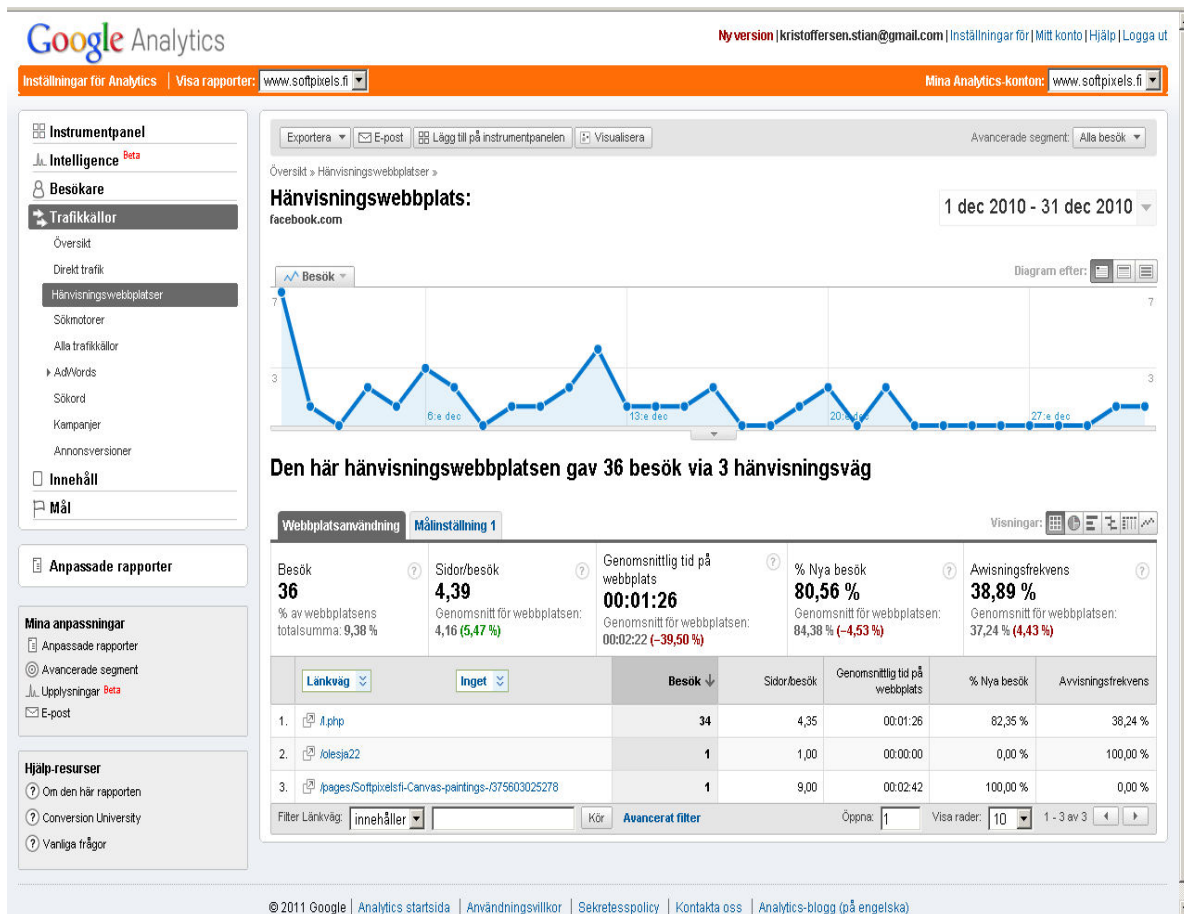 Google Analytics
Ny version | kristoffersen.stian@gmail.com | Inställningar för | Mitt konto | Hjälp | Logga ut
Inställningar för Analytics | Visa rapporter: www.softpixels.fi
Mina Analytics-konton: www.softpixels.fi
Instrumentpanel
Intelligence Beta
Besökare
Trafikkällor
Översikt
Direkt trafik
Hänvisningswebbplatser
Sökmotorer
Alla trafikkällor
AdWords
Sökord
Kampanjer
Annonsversioner
Innehåll
Mål
Anpassade rapporter
Mina anpassningar
Anpassade rapporter
Avancerade segment
Upplysningar Beta
E-post
Hjälp-resurser
Om den här rapporten
Conversion University
Vanliga frågor
Exportera E-post Lägg till på instrumentpanelen Visualisera
Avancerade segment: Alla besök
Översikt » Hänvisningswebbplatser »
Hänvisningswebbplats:
facebook.com
1 dec 2010 - 31 dec 2010
Besök
Diagram efter:
7 7
3 3
6:e dec 13:e dec 20:e dec 27:e dec
Den här hänvisningswebbplatsen gav 36 besök via 3 hänvisningsväg
Webbplatsanvändning Målinställning 1
Visningar:
Besök
36
% av webbplatsens
totalsumma: 9,38 %
Sidor/besök
4,39
Genomsnitt för webbplatsen:
4,16 (5,47 %)
Genomsnittlig tid på
webbplats
00:01:26
Genomsnitt för webbplatsen:
00:02:22 (−39,50 %)
% Nya besök
80,56 %
Genomsnitt för webbplatsen:
84,38 % (−4,53 %)
Avvisningsfrekvens
38,89 %
Genomsnitt för webbplatsen:
37,24 % (4,43 %)
Länkväg Inget Besök Sidor/besök Genomsnittlig tid på webbplats % Nya besök Avvisningsfrekvens
1. /l.php 34 4,35 00:01:26 82,35 % 38,24 %
2. /olesja22 1 1,00 00:00:00 0,00 % 100,00 %
3. /pages/Softpixelsfi-Canvas-paintings-/375603025278 1 9,00 00:02:42 100,00 % 0,00 %
Filter Länkväg: innehåller Kör Avancerat filter Öppna: 1 Visa rader: 10 1 - 3 av 3
© 2011 Google | Analytics startsida | Användningsvillkor | Sekretesspolicy | Kontakta oss | Analytics-blogg (på engelska)